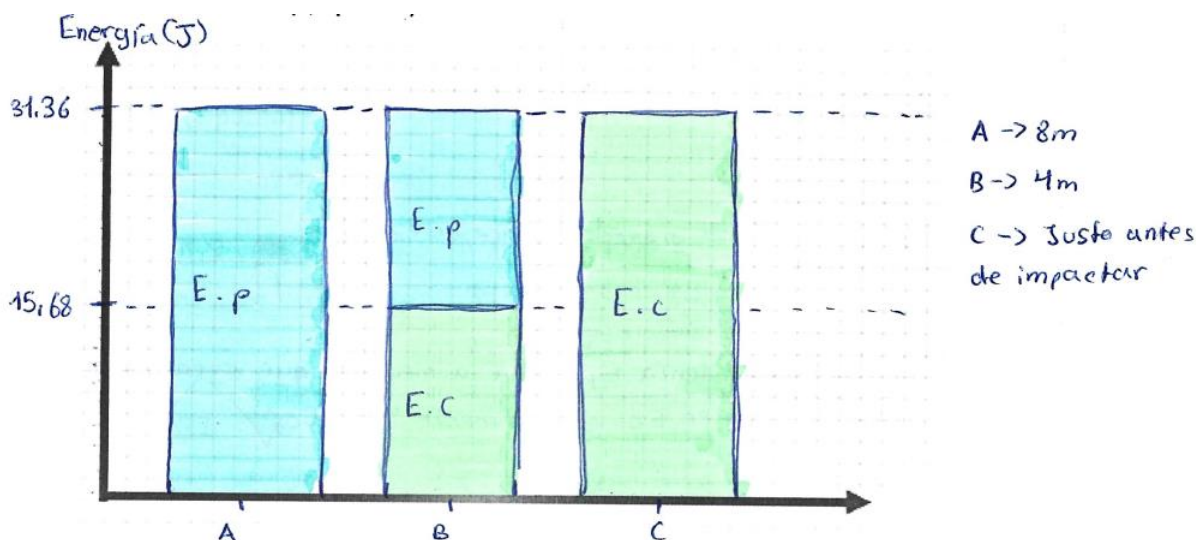 Energía (J)
31.36
15.68
E.p
E.p
E.c
E.c
A
B
C
A -> 8m
B -> 4m
C -> Justo antes
de impactar